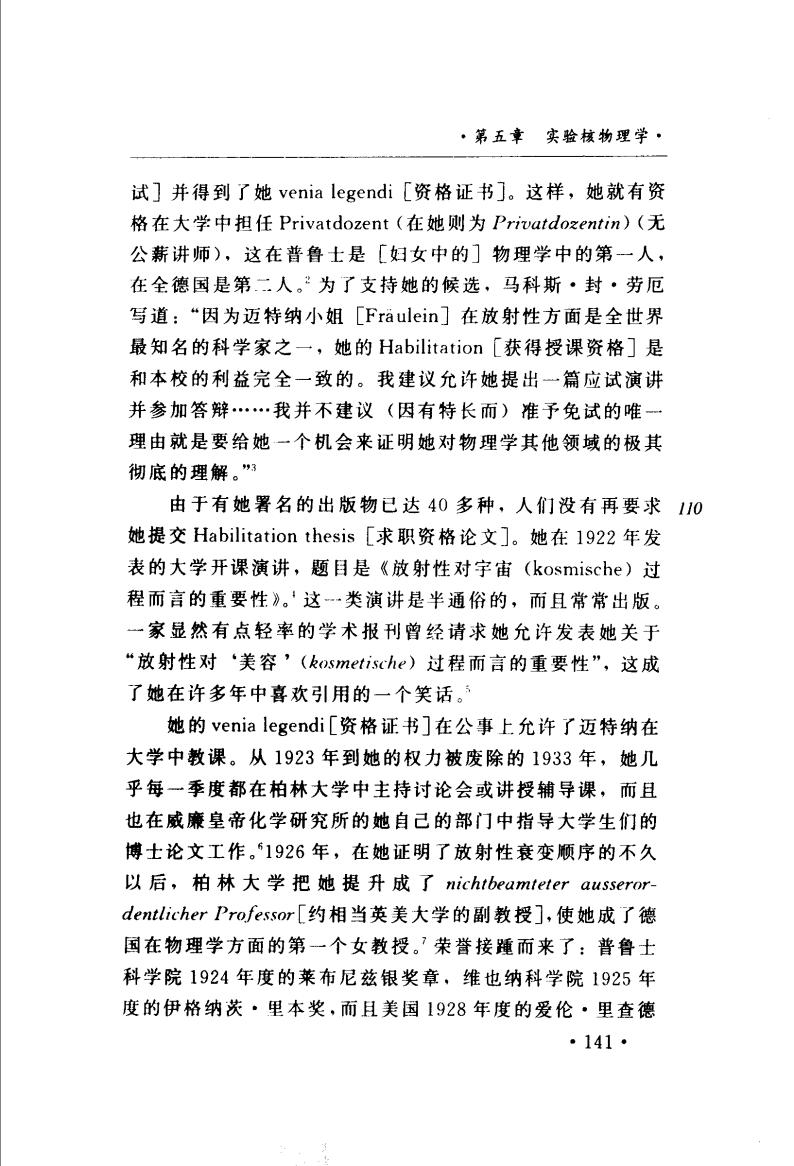 ·第五章　实验核物理学·
试］并得到了她 venia legendi［资格证书］。这样，她就有资
格在大学中担任 Privatdozent（在她则为 Privatdozentin）（无
公薪讲师），这在普鲁士是［妇女中的］物理学中的第一人，
在全德国是第二人。² 为了支持她的候选，马科斯·封·劳厄
写道：“因为迈特纳小姐［Fräulein］在放射性方面是全世界
最知名的科学家之一，她的 Habilitation［获得授课资格］是
和本校的利益完全一致的。我建议允许她提出一篇应试演讲
并参加答辩……我并不建议（因有特长而）准予免试的唯一
理由就是要给她一个机会来证明她对物理学其他领域的极其
彻底的理解。”³
由于有她署名的出版物已达 40 多种，人们没有再要求 110
她提交 Habilitation thesis［求职资格论文］。她在 1922 年发
表的大学开课演讲，题目是《放射性对宇宙（kosmische）过
程而言的重要性》。⁴ 这一类演讲是半通俗的，而且常常出版。
一家显然有点轻率的学术报刊曾经请求她允许发表她关于
“放射性对‘美容’（kosmetische）过程而言的重要性”，这成
了她在许多年中喜欢引用的一个笑话。⁵
她的 venia legendi［资格证书］在公事上允许了迈特纳在
大学中教课。从 1923 年到她的权力被废除的 1933 年，她几
乎每一季度都在柏林大学中主持讨论会或讲授辅导课，而且
也在威廉皇帝化学研究所的她自己的部门中指导大学生们的
博士论文工作。⁶1926 年，在她证明了放射性衰变顺序的不久
以后，柏林大学把她提升成了 nichtbeamteter ausseror-
dentlicher Professor［约相当英美大学的副教授］，使她成了德
国在物理学方面的第一个女教授。⁷ 荣誉接踵而来了：普鲁士
科学院 1924 年度的莱布尼兹银奖章，维也纳科学院 1925 年
度的伊格纳茨·里本奖，而且美国 1928 年度的爱伦·里查德
·141·